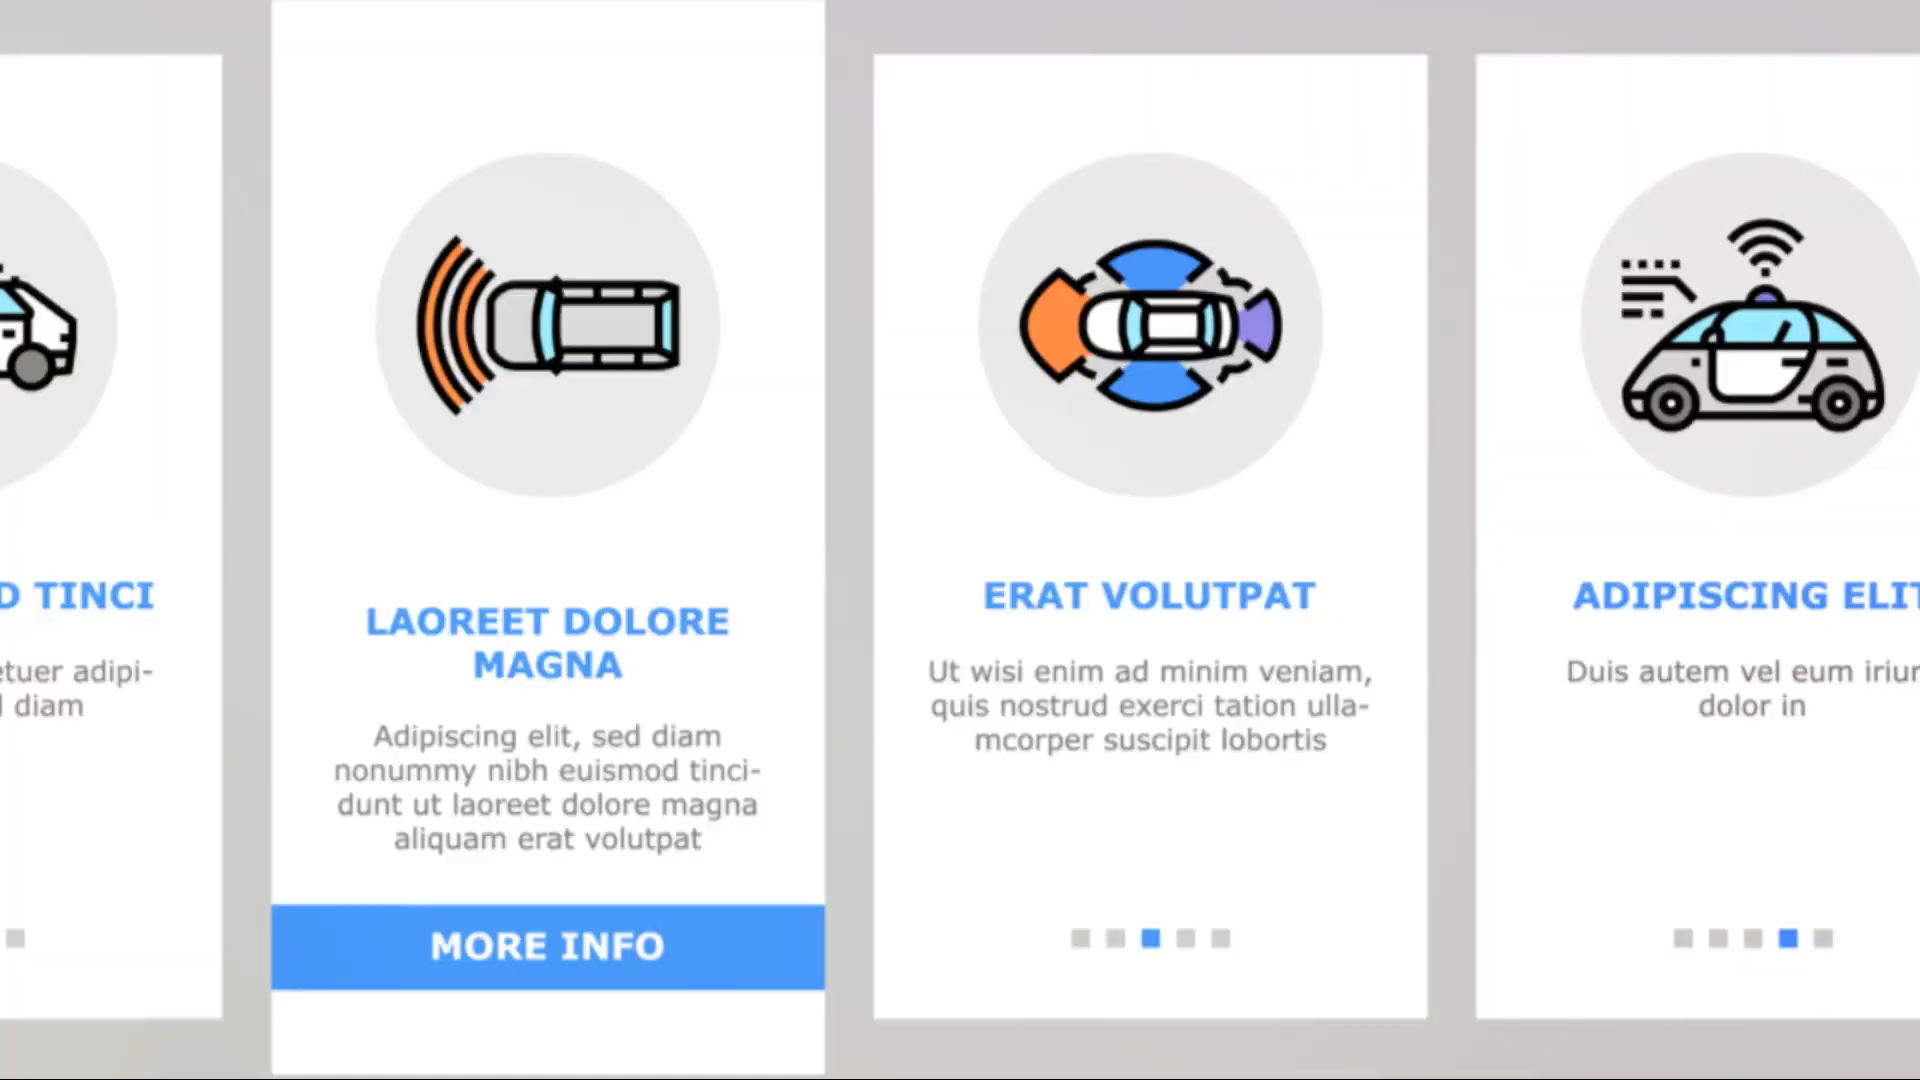 D TINCI
etuer adipi-
d diam
LAOREET DOLORE
MAGNA
Adipiscing elit, sed diam
nonummy nibh euismod tinci-
dunt ut laoreet dolore magna
aliquam erat volutpat
MORE INFO
ERAT VOLUTPAT
Ut wisi enim ad minim veniam,
quis nostrud exerci tation ulla-
mcorper suscipit lobortis
ADIPISCING ELIT
Duis autem vel eum iriur
dolor in